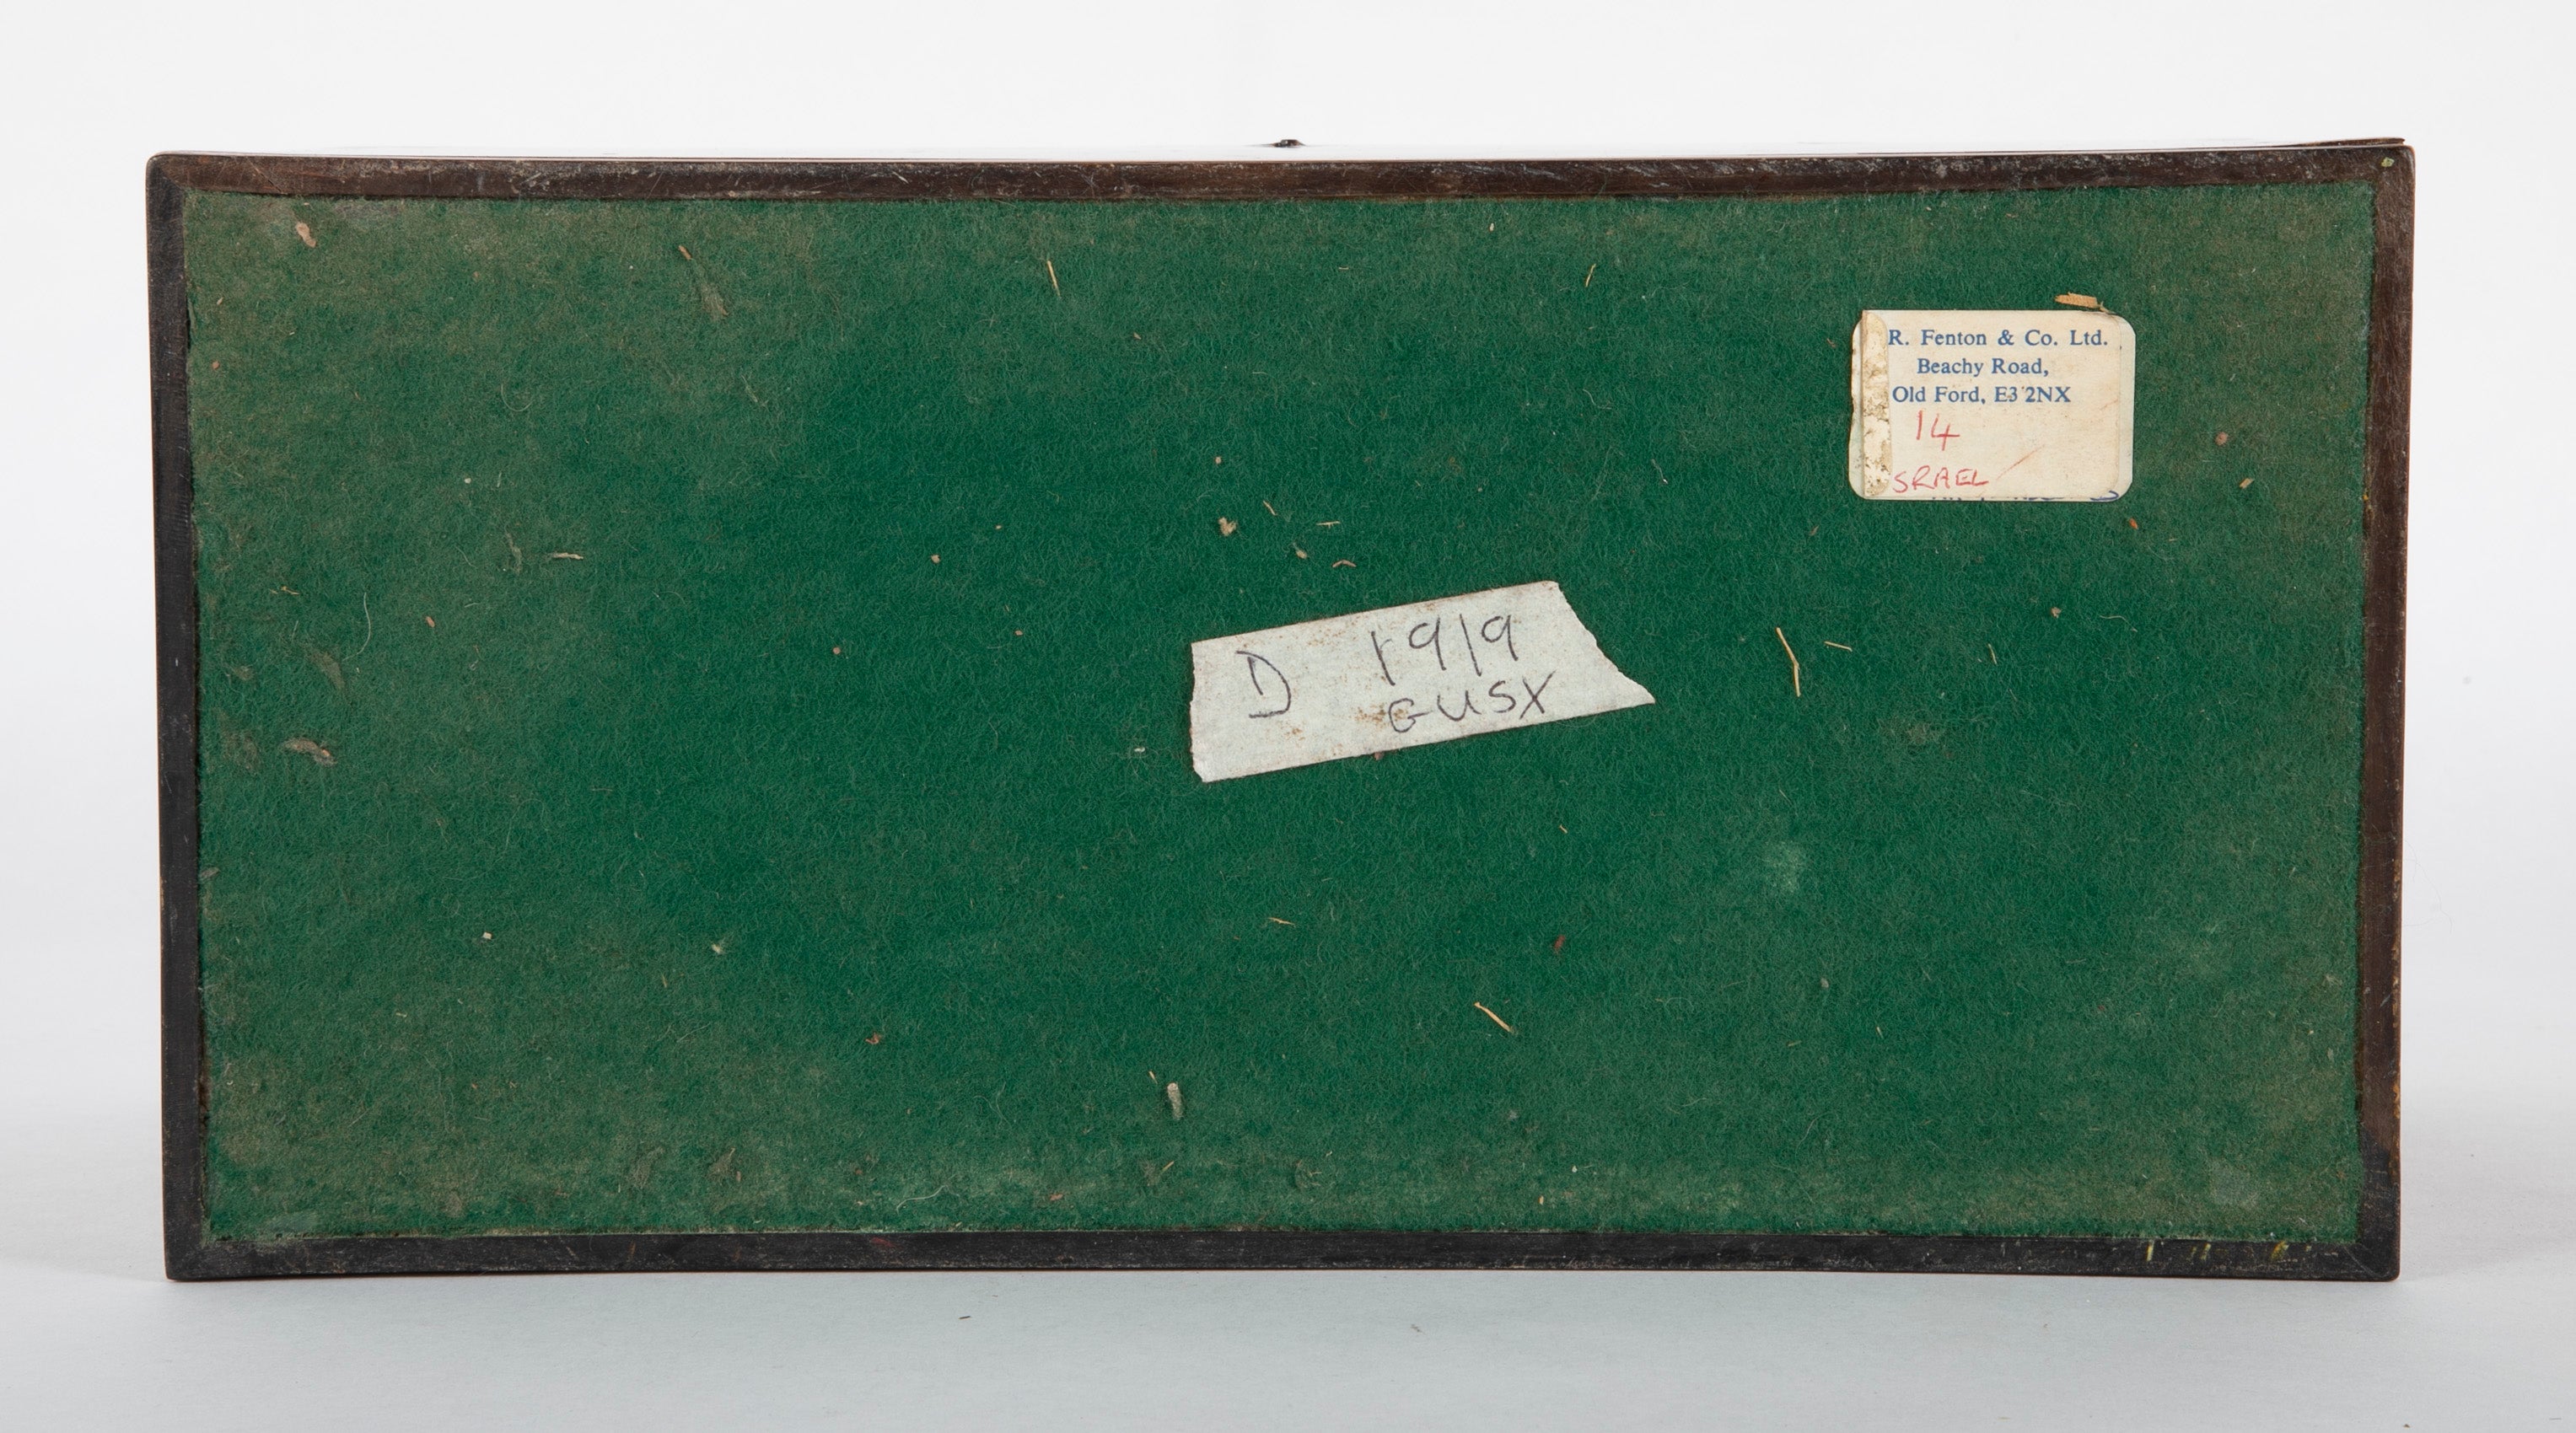 R. Fenton & Co. Ltd.
Beachy Road,
Old Ford, E3 2NX
14
SRAEL
D 1919
GUSX